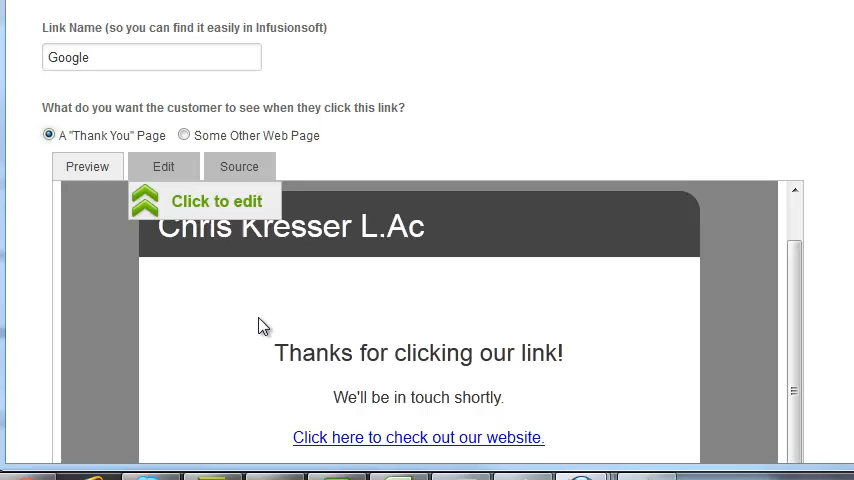 Link Name (so you can find it easily in Infusionsoft)
Google
What do you want the customer to see when they click this link?
A "Thank You" Page Some Other Web Page
Preview Edit Source
Click to edit
Chris Kresser L.Ac
Thanks for clicking our link!
We'll be in touch shortly.
Click here to check out our website.